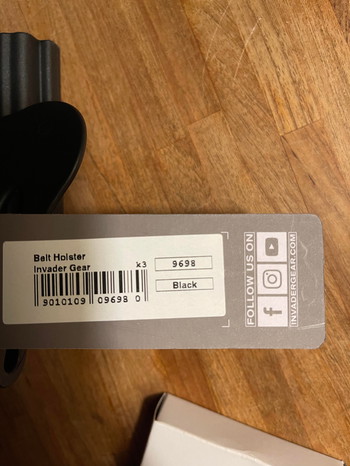 Belt Holster
Invader Gear
k3
9698
Black
9010109 09698 0
FOLLOW US ON
INVADERGEAR.COM